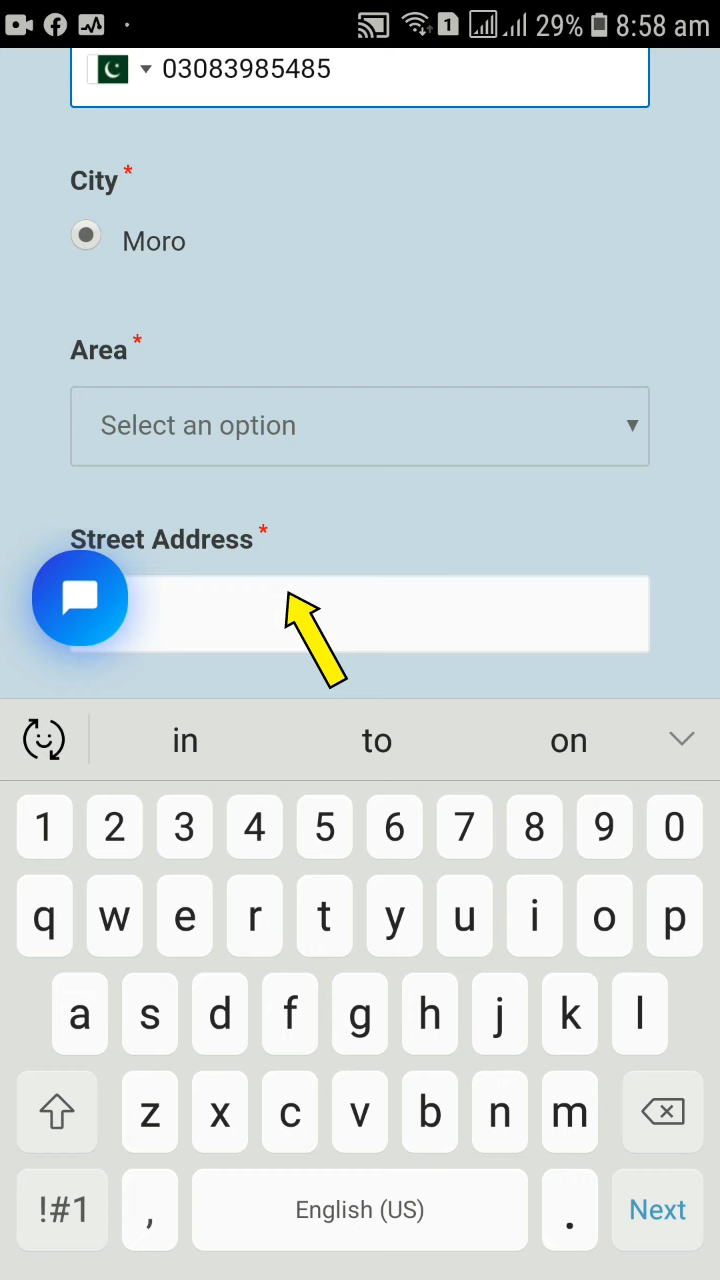 1 29% 8:58 am
03083985485
City *
Moro
Area *
Select an option
Street Address *
in to on
1 2 3 4 5 6 7 8 9 0
q w e r t y u i o p
a s d f g h j k l
z x c v b n m
!#1 , English (US) . Next